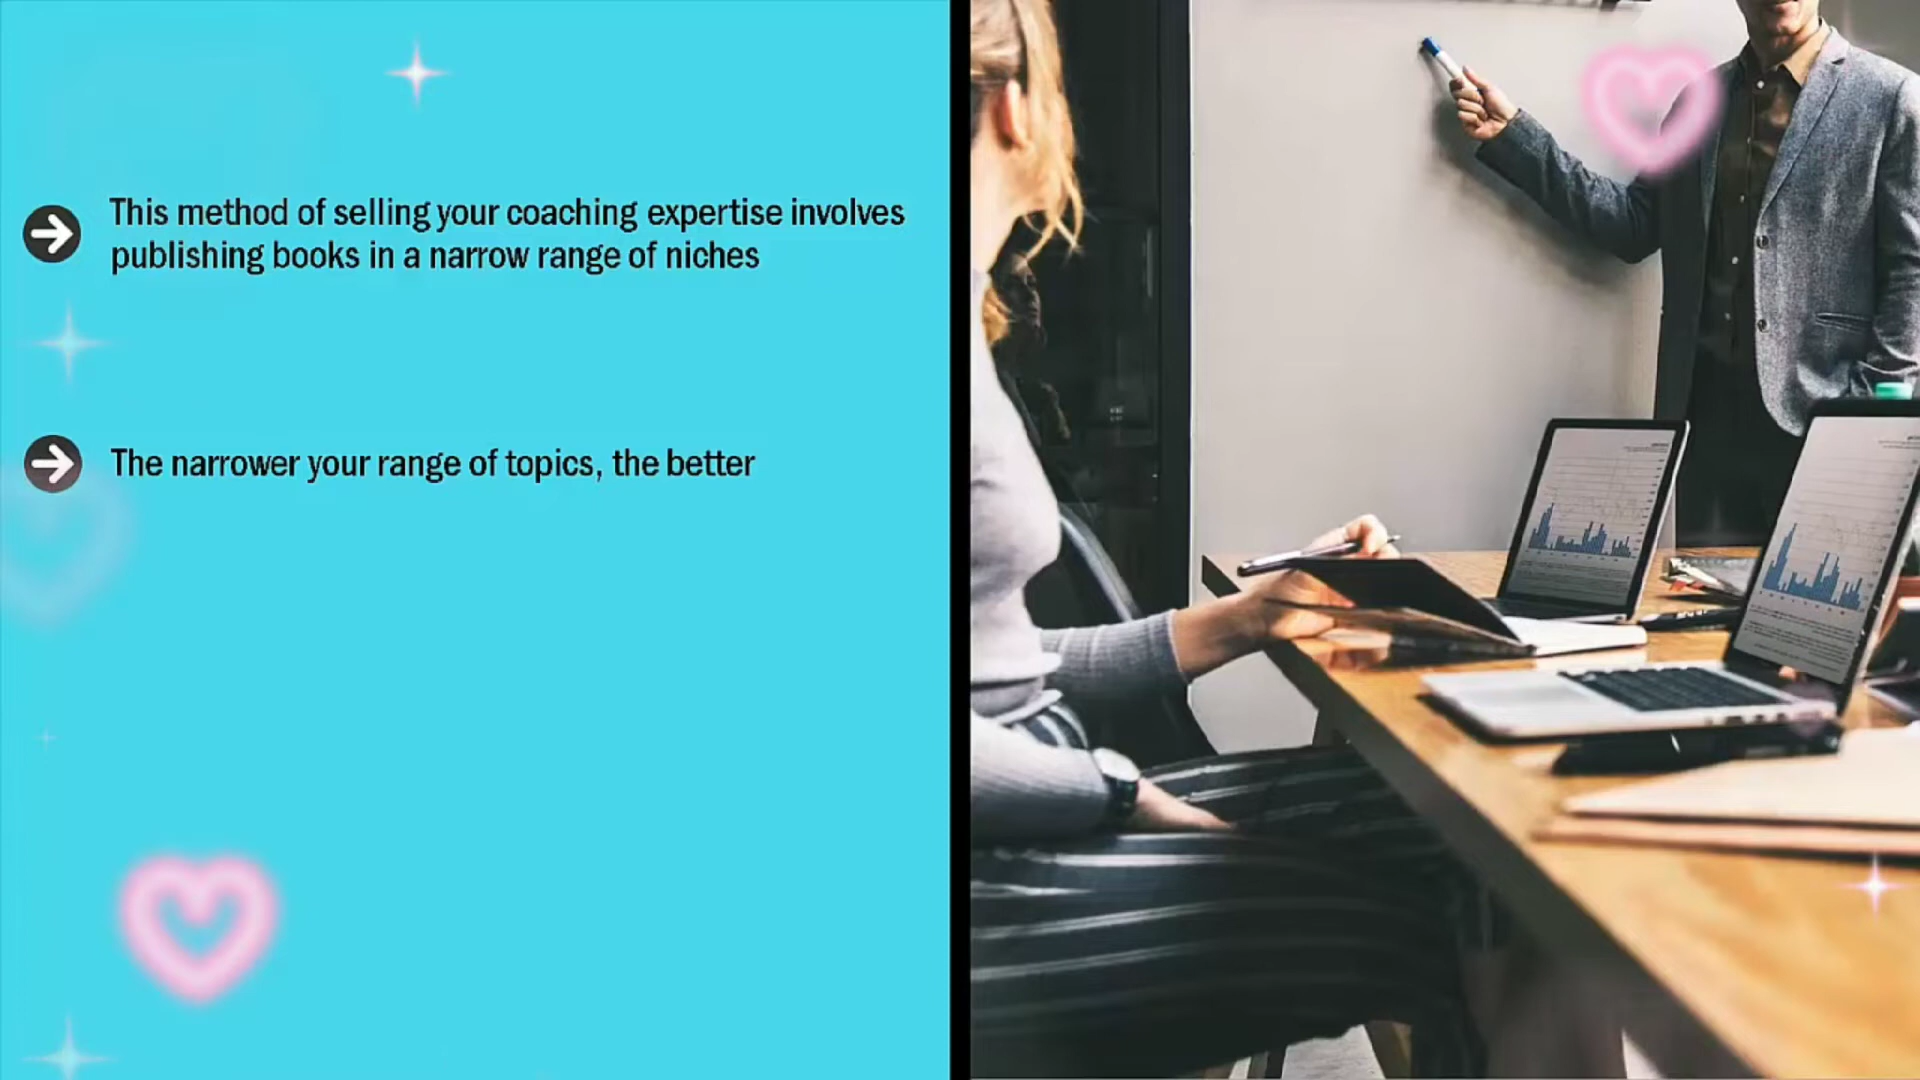 This method of selling your coaching expertise involves
publishing books in a narrow range of niches
The narrower your range of topics, the better